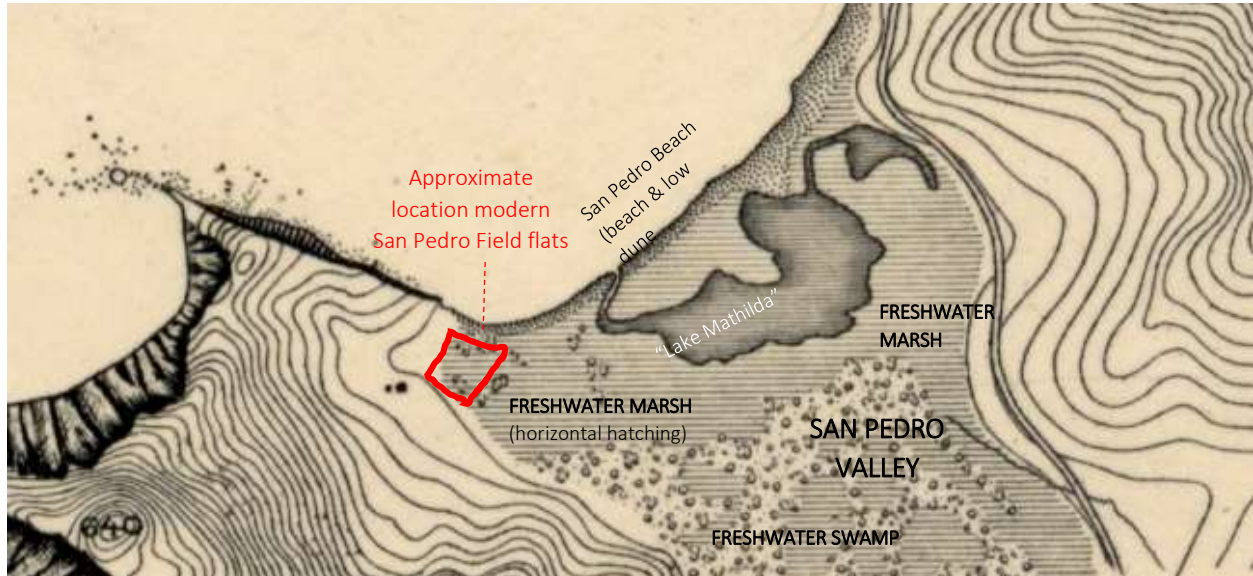 Approximate
location modern
San Pedro Field flats
San Pedro Beach
(beach & low
dune
"Lake Mathilda"
FRESHWATER
MARSH
FRESHWATER MARSH
(horizontal hatching)
SAN PEDRO
VALLEY
FRESHWATER SWAMP
640